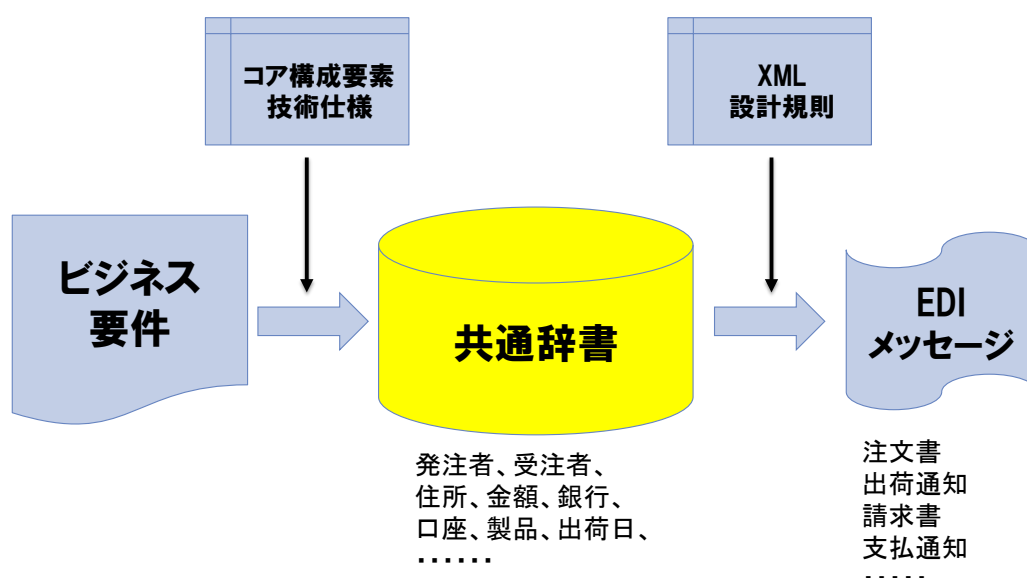 コア構成要素
技術仕様
XML
設計規則
ビジネス
要件
共通辞書
EDI
メッセージ
発注者、受注者、
住所、金額、銀行、
口座、製品、出荷日、
・・・・・・
注文書
出荷通知
請求書
支払通知
・・・・・